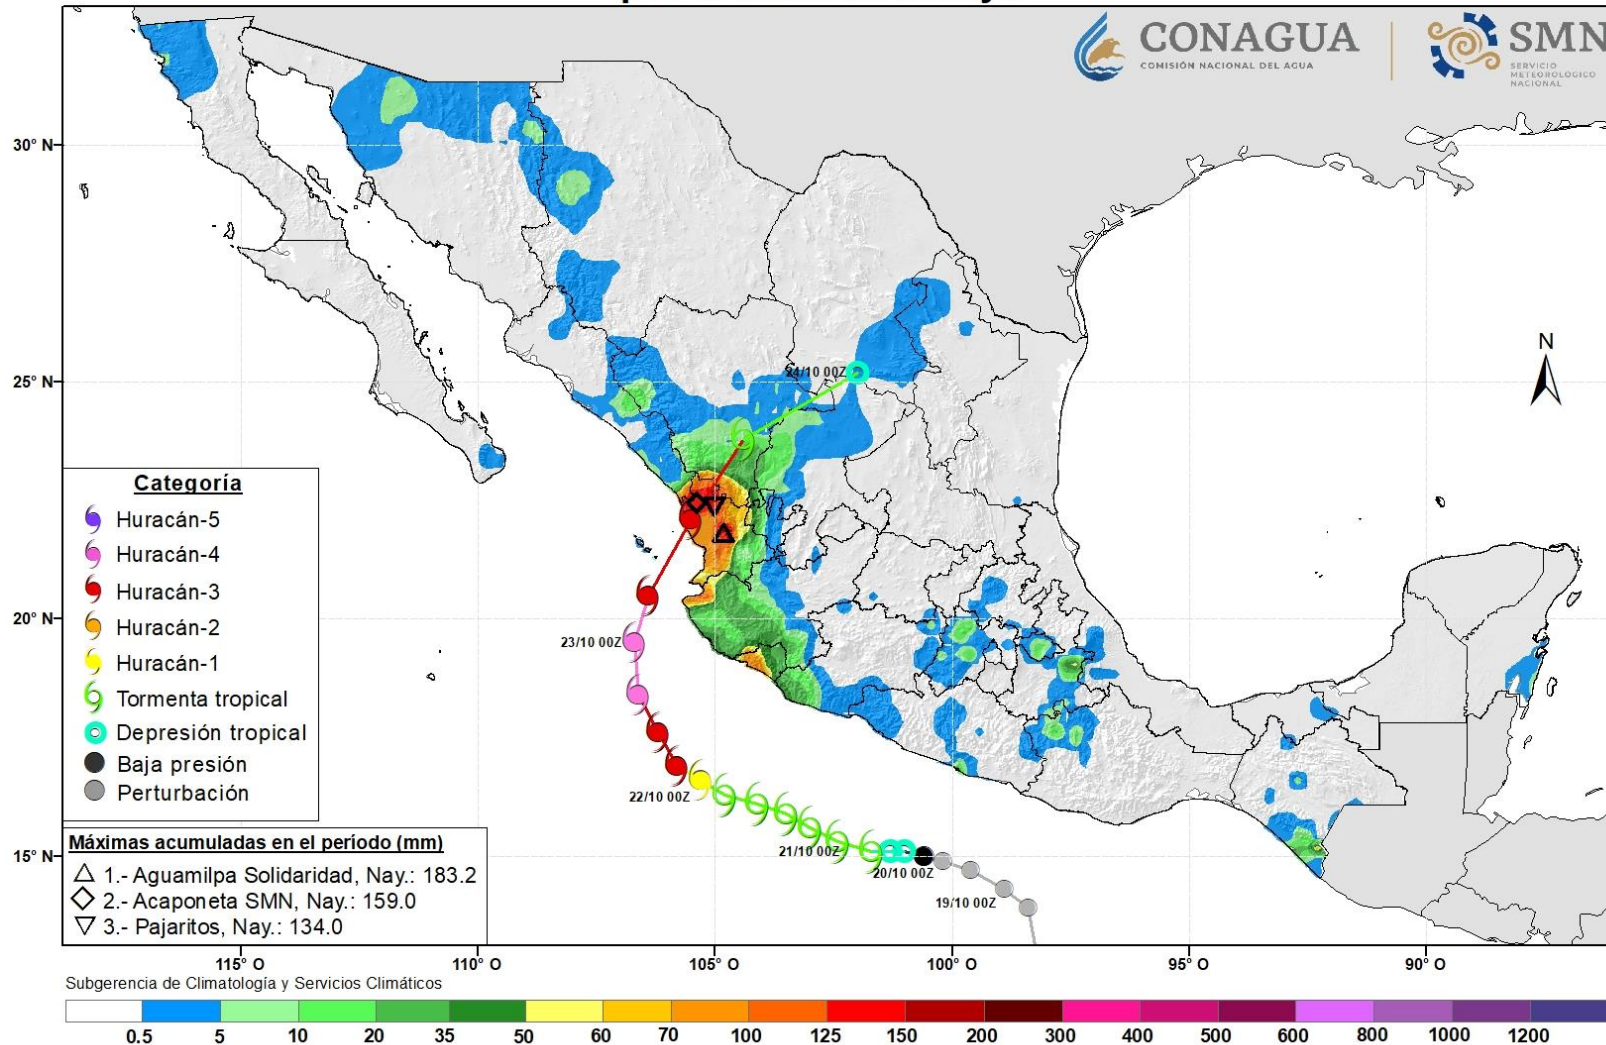 CONAGUA
COMISIÓN NACIONAL DEL AGUA
SMN
SERVICIO
METEOROLÓGICO
NACIONAL
30° N
25° N
20° N
15° N
N
24/10 00Z
23/10 00Z
22/10 00Z
21/10 00Z
20/10 00Z
19/10 00Z
Categoría
Huracán-5
Huracán-4
Huracán-3
Huracán-2
Huracán-1
Tormenta tropical
Depresión tropical
Baja presión
Perturbación
Máximas acumuladas en el período (mm)
1.- Aguamilpa Solidaridad, Nay.: 183.2
2.- Acaponeta SMN, Nay.: 159.0
3.- Pajaritos, Nay.: 134.0
115° O 110° O 105° O 100° O 95° O 90° O
Subgerencia de Climatología y Servicios Climáticos
0.5 5 10 20 35 50 60 70 100 125 150 200 300 400 500 600 800 1000 1200